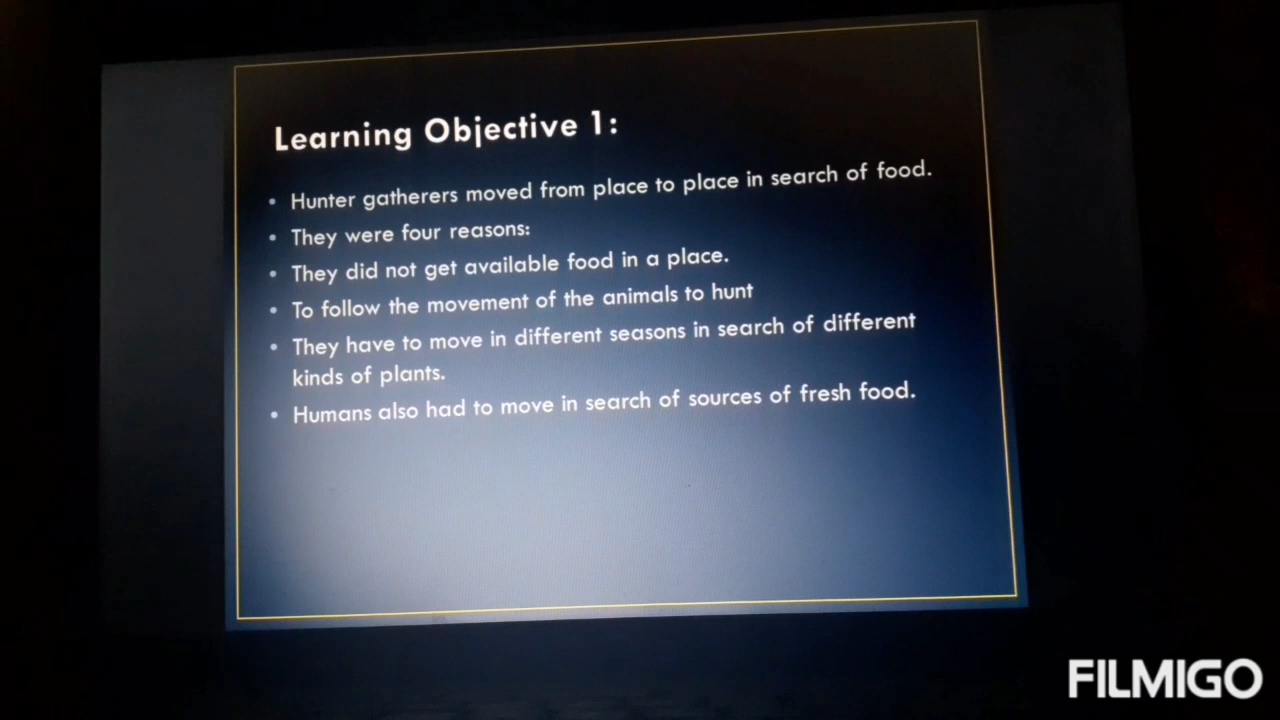 Learning Objective 1:
• Hunter gatherers moved from place to place in search of food.
• They were four reasons:
• They did not get available food in a place.
• To follow the movement of the animals to hunt
• They have to move in different seasons in search of different
kinds of plants.
• Humans also had to move in search of sources of fresh food.
FILMIGO